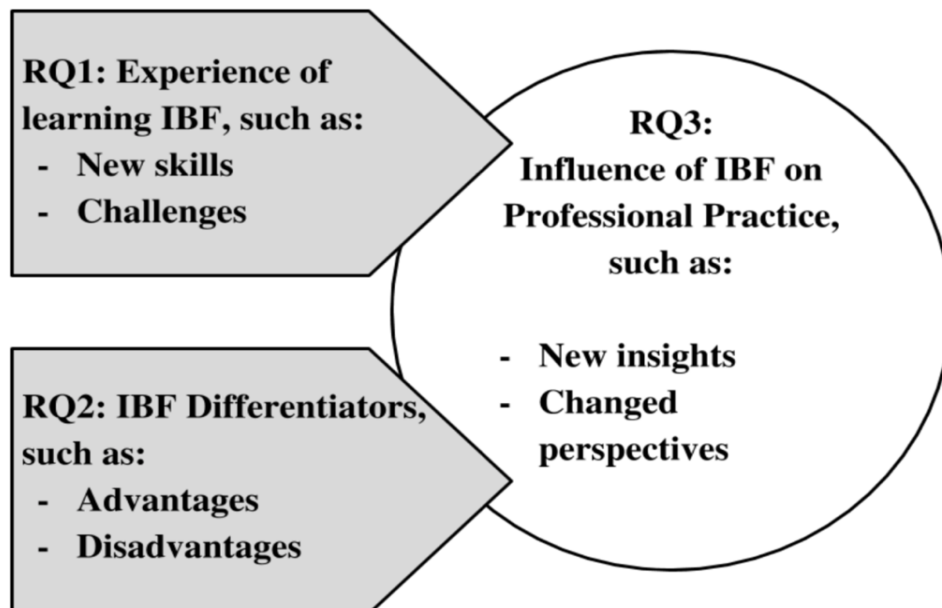 RQ1: Experience of
learning IBF, such as:
- New skills
- Challenges
RQ2: IBF Differentiators,
such as:
- Advantages
- Disadvantages
RQ3:
Influence of IBF on
Professional Practice,
such as:
- New insights
- Changed
perspectives